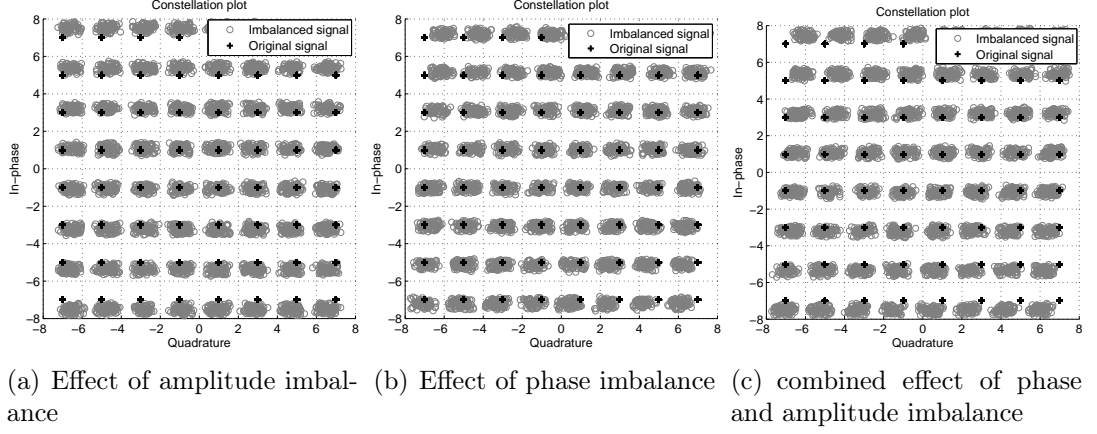 Constellation plot
Imbalanced signal
Original signal
In−phase
8
6
4
2
0
−2
−4
−6
−8
−8 −6 −4 −2 0 2 4 6 8
Quadrature
(a) Effect of amplitude imbal-
ance
Constellation plot
Imbalanced signal
Original signal
In−phase
8
6
4
2
0
−2
−4
−6
−8
−8 −6 −4 −2 0 2 4 6 8
Quadrature
(b) Effect of phase imbalance
Constellation plot
Imbalanced signal
Original signal
In−phase
8
6
4
2
0
−2
−4
−6
−8
−8 −6 −4 −2 0 2 4 6 8
Quadrature
(c) combined effect of phase
and amplitude imbalance